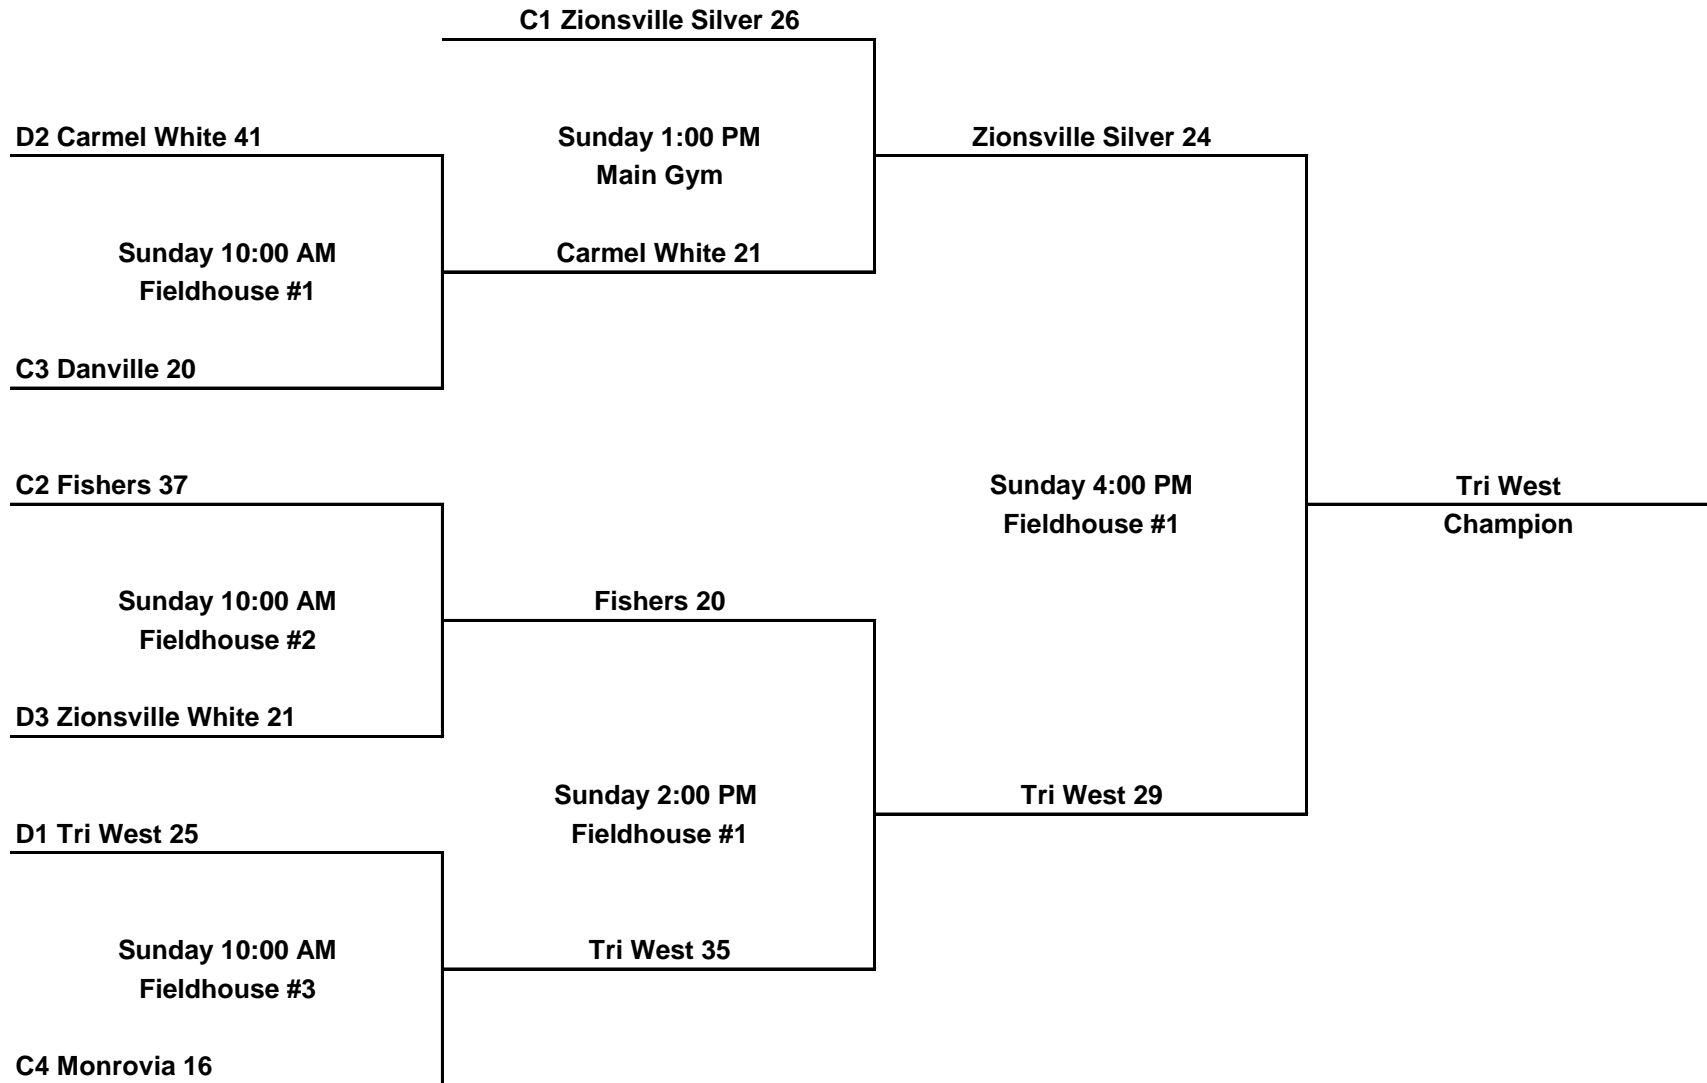 C1 Zionsville Silver 26
D2 Carmel White 41
Sunday 1:00 PM
Main Gym
Zionsville Silver 24
Sunday 10:00 AM
Fieldhouse #1
Carmel White 21
C3 Danville 20
C2 Fishers 37
Sunday 4:00 PM
Fieldhouse #1
Tri West
Champion
Sunday 10:00 AM
Fieldhouse #2
Fishers 20
D3 Zionsville White 21
Sunday 2:00 PM
Fieldhouse #1
Tri West 29
D1 Tri West 25
Sunday 10:00 AM
Fieldhouse #3
Tri West 35
C4 Monrovia 16